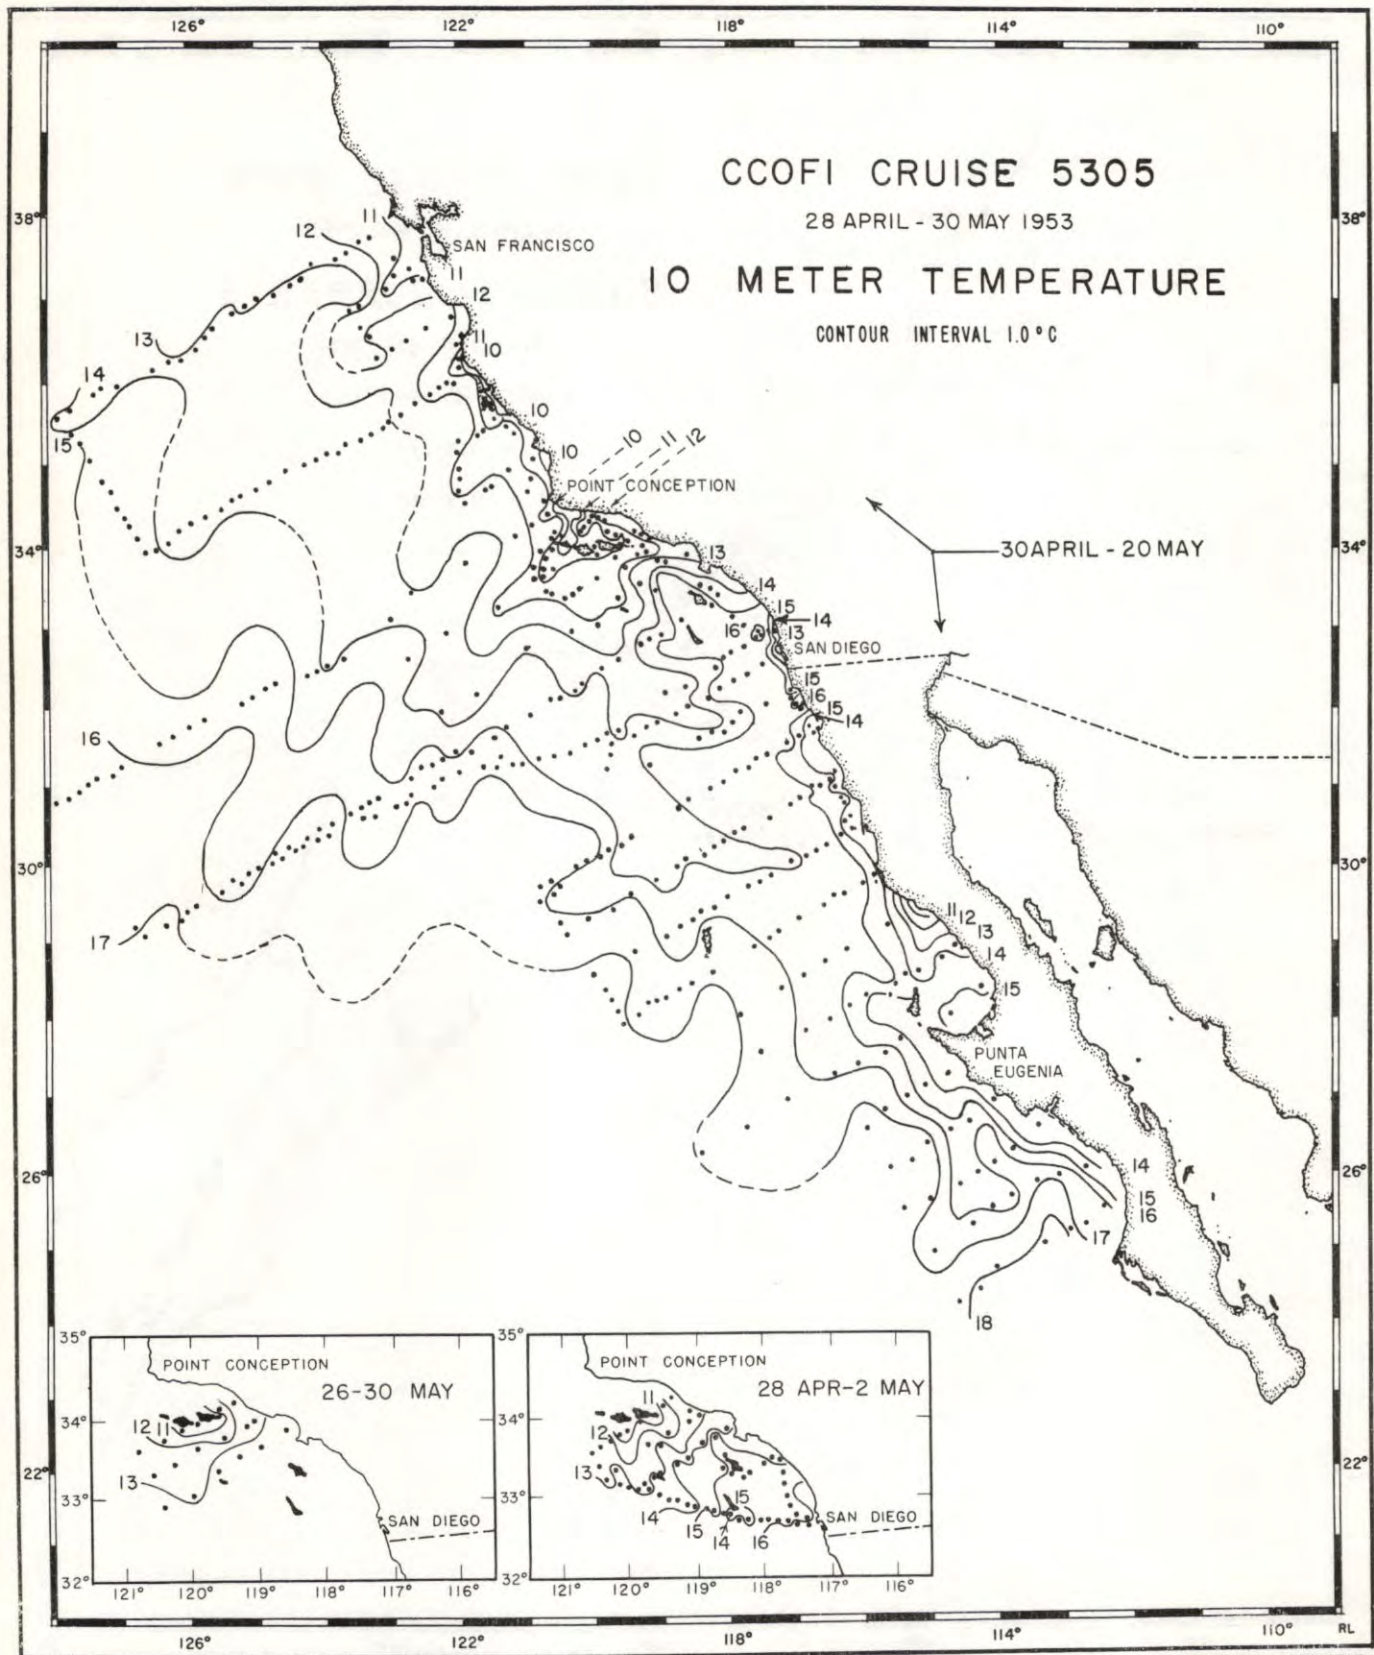 126° 122° 118° 114° 110°
CCOFI CRUISE 5305
28 APRIL - 30 MAY 1953
10 METER TEMPERATURE
CONTOUR INTERVAL 1.0° C
38° 38°
11
12
SAN FRANCISCO
11
12
13
11
10
14
10
15
10
10
11
12
POINT CONCEPTION
34° 34°
30 APRIL - 20 MAY
13
14
15
14
16
13
SAN DIEGO
15
16
15
14
16
30° 30°
11
12
13
17
14
15
PUNTA
EUGENIA
26° 26°
14
15
16
17
18
35°
POINT CONCEPTION
26-30 MAY
34°
12
11
13
33°
SAN DIEGO
32°
121° 120° 119° 118° 117° 116°
35°
POINT CONCEPTION
28 APR-2 MAY
11
34°
12
13
33°
15
14
15
14
16
SAN DIEGO
32°
121° 120° 119° 118° 117° 116°
22° 22°
126° 122° 118° 114° 110°
RL